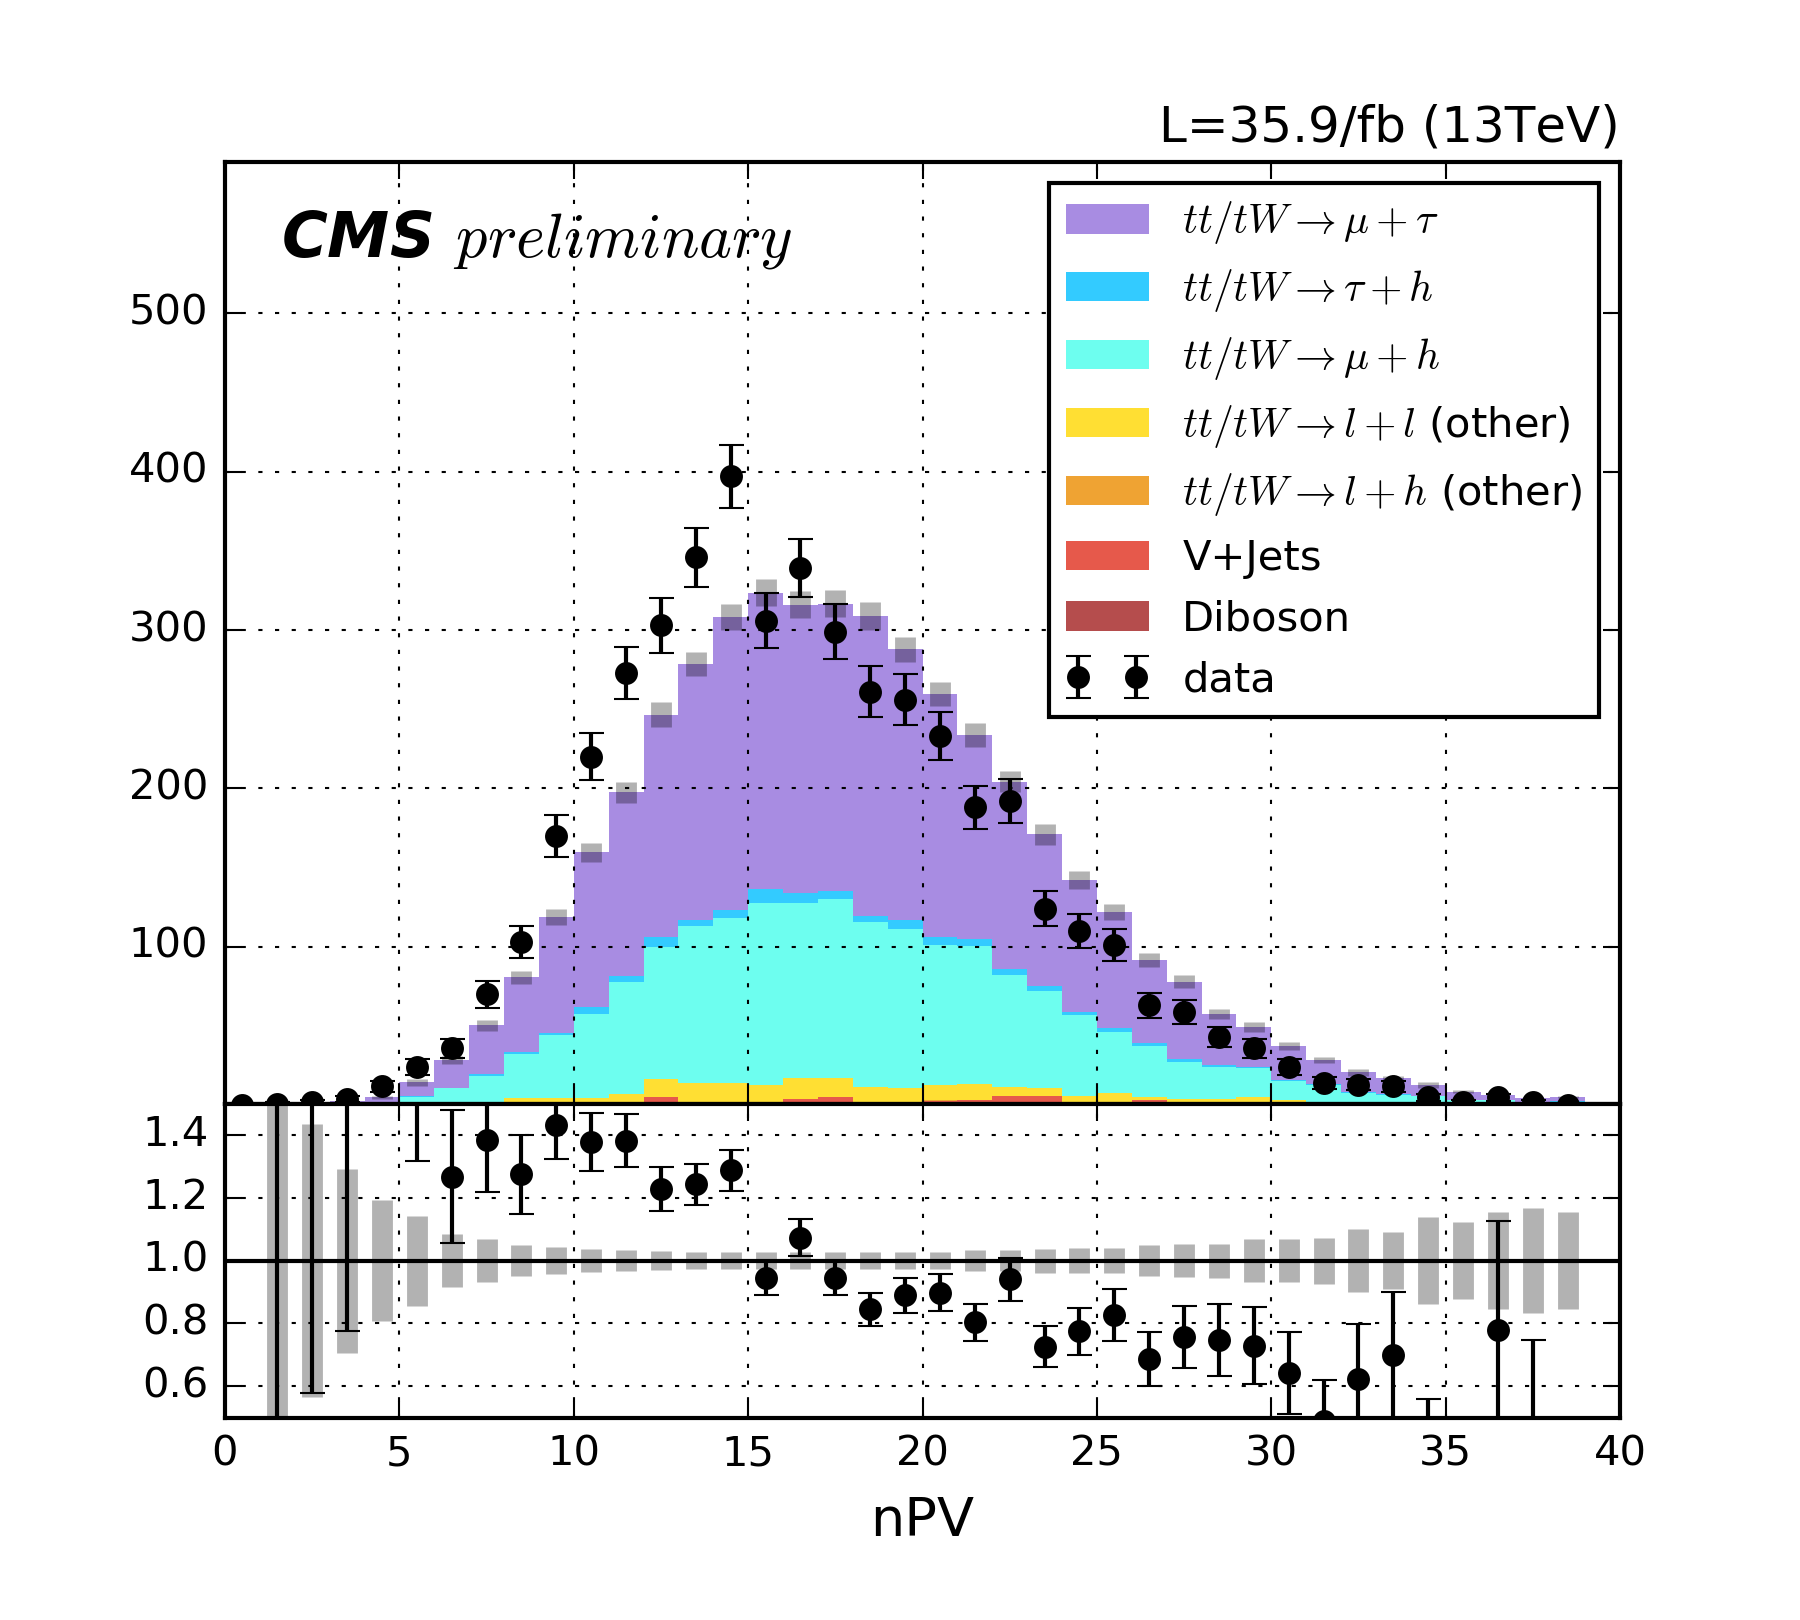 L=35.9/fb (13TeV)
CMS preliminary
tt/tW → μ + τ
tt/tW → τ + h
tt/tW → μ + h
tt/tW → l + l (other)
tt/tW → l + h (other)
V+Jets
Diboson
data
500
400
300
200
100
1.4
1.2
1.0
0.8
0.6
0 5 10 15 20 25 30 35 40
nPV